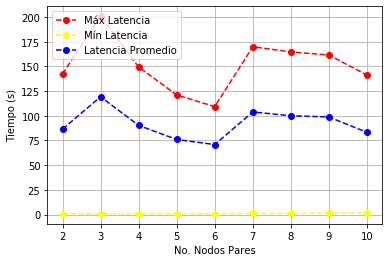 Máx Latencia
Mín Latencia
Latencia Promedio
200
175
150
125
100
75
50
25
0
Tiempo (s)
2 3 4 5 6 7 8 9 10
No. Nodos Pares